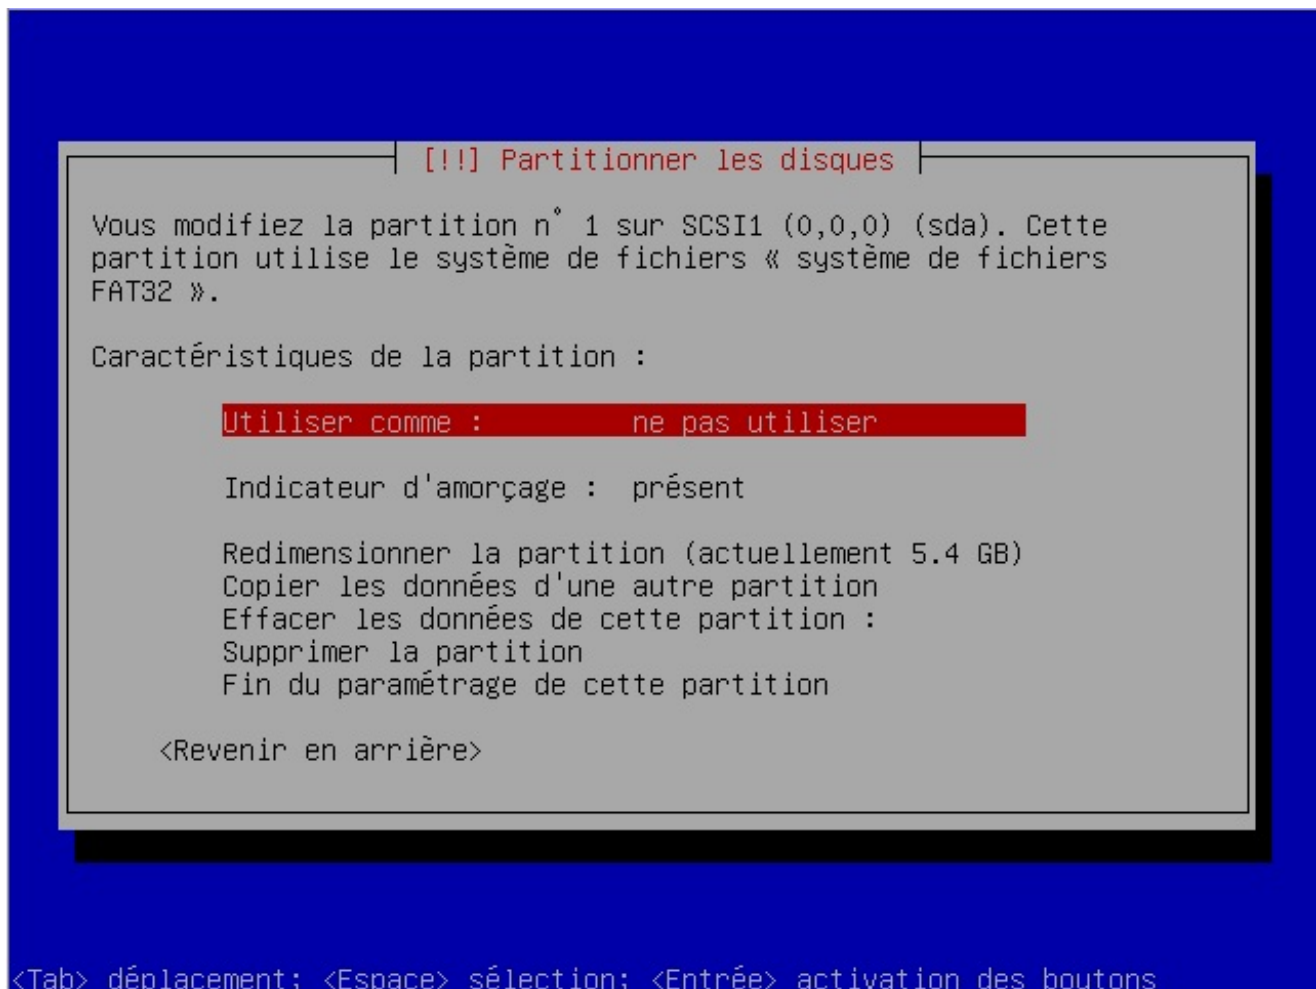 [!!] Partitionner les disques
Vous modifiez la partition n° 1 sur SCSI1 (0,0,0) (sda). Cette
partition utilise le système de fichiers « système de fichiers
FAT32 ».
Caractéristiques de la partition :
Utiliser comme : ne pas utiliser
Indicateur d'amorçage : présent
Redimensionner la partition (actuellement 5.4 GB)
Copier les données d'une autre partition
Effacer les données de cette partition :
Supprimer la partition
Fin du paramétrage de cette partition
<Revenir en arrière>
<Tab> déplacement; <Espace> sélection; <Entrée> activation des boutons